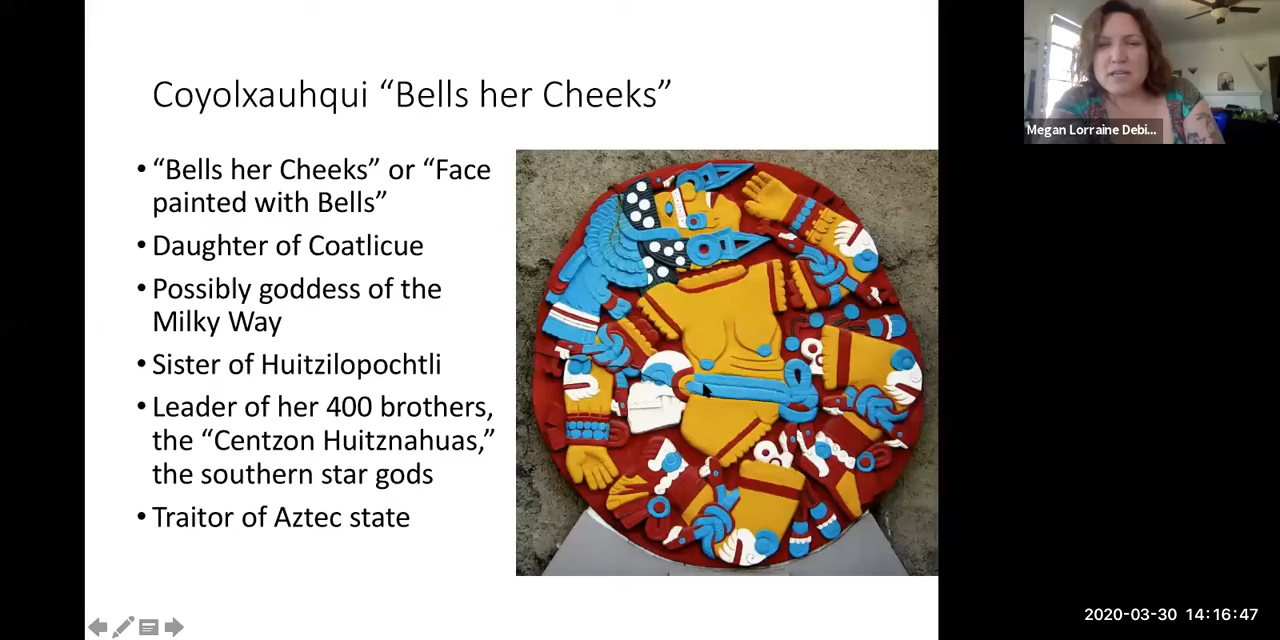 Coyolxauhqui “Bells her Cheeks”
• “Bells her Cheeks” or “Face
painted with Bells”
• Daughter of Coatlicue
• Possibly goddess of the
Milky Way
• Sister of Huitzilopochtli
• Leader of her 400 brothers,
the “Centzon Huitznahuas,”
the southern star gods
• Traitor of Aztec state
Megan Lorraine Debi...
2020-03-30 14:16:47